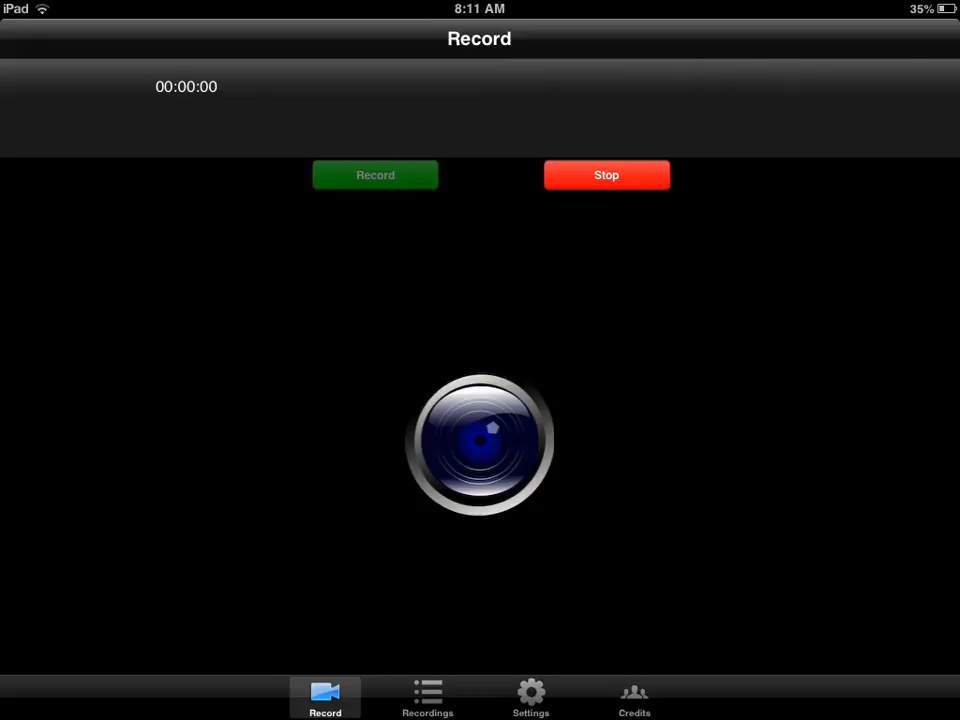 iPad
8:11 AM
35%
Record
00:00:00
Record
Stop
Record
Recordings
Settings
Credits